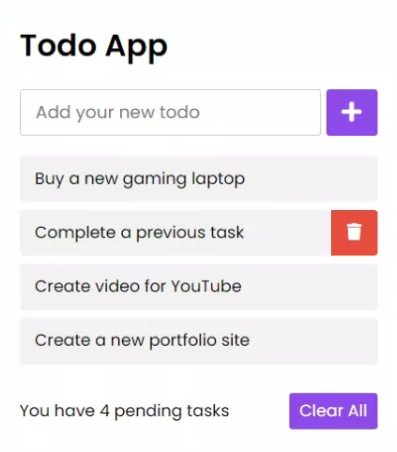 Todo App
Add your new todo
Buy a new gaming laptop
Complete a previous task
Create video for YouTube
Create a new portfolio site
You have 4 pending tasks Clear All